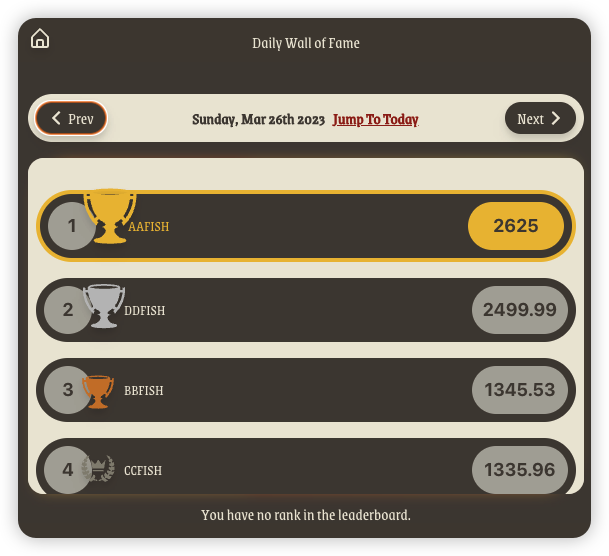 Daily Wall of Fame
Prev Sunday, Mar 26th 2023 Jump To Today Next
1 AAFISH 2625
2 DDFISH 2499.99
3 BBFISH 1345.53
4 CCFISH 1335.96
You have no rank in the leaderboard.